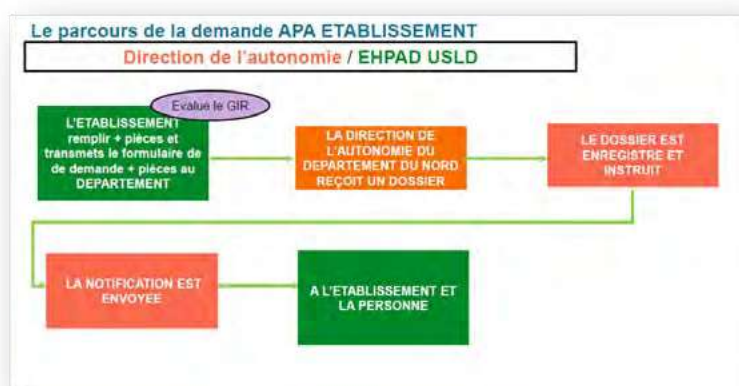 Le parcours de la demande APA ETABLISSEMENT
Direction de l'autonomie / EHPAD USLD
Evalue le GIR
L'ETABLISSEMENT
remplir + pièces et
transmets le formulaire de
de demande + pièces au
DEPARTEMENT
LA DIRECTION DE
L'AUTONOMIE DU
DEPARTEMENT DU NORD
REÇOIT UN DOSSIER
LE DOSSIER EST
ENREGISTRE ET
INSTRUIT
LA NOTIFICATION EST
ENVOYEE
A L'ETABLISSEMENT ET
LA PERSONNE